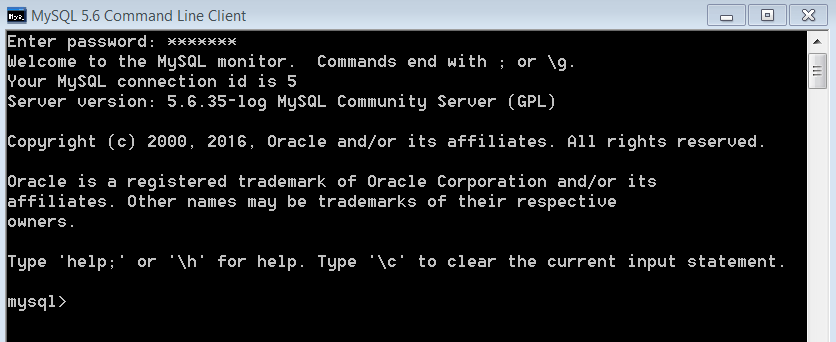 MySQL 5.6 Command Line Client
Enter password: *******
Welcome to the MySQL monitor.  Commands end with ; or \g.
Your MySQL connection id is 5
Server version: 5.6.35-log MySQL Community Server (GPL)
Copyright (c) 2000, 2016, Oracle and/or its affiliates. All rights reserved.
Oracle is a registered trademark of Oracle Corporation and/or its
affiliates. Other names may be trademarks of their respective
owners.
Type 'help;' or '\h' for help. Type '\c' to clear the current input statement.
mysql>